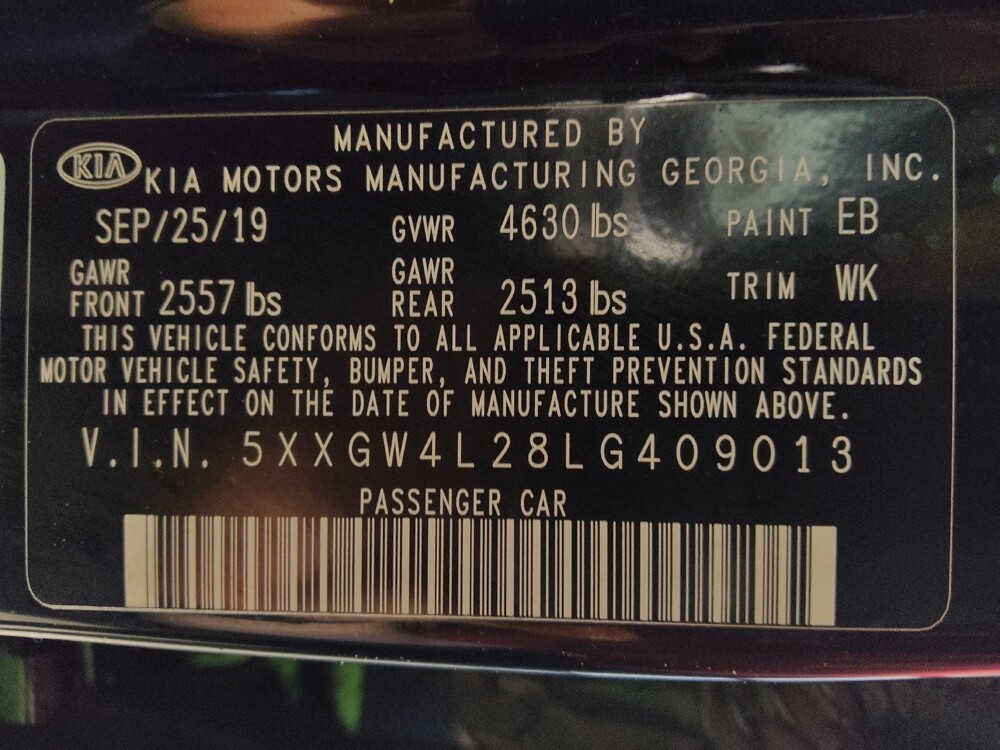 MANUFACTURED BY
KIA KIA MOTORS MANUFACTURING GEORGIA, INC.
SEP/25/19 GVWR 4630 lbs PAINT EB
GAWR FRONT 2557 lbs GAWR REAR 2513 lbs TRIM WK
THIS VEHICLE CONFORMS TO ALL APPLICABLE U.S.A. FEDERAL
MOTOR VEHICLE SAFETY, BUMPER, AND THEFT PREVENTION STANDARDS
IN EFFECT ON THE DATE OF MANUFACTURE SHOWN ABOVE.
V.I.N. 5XXGW4L28LG409013
PASSENGER CAR